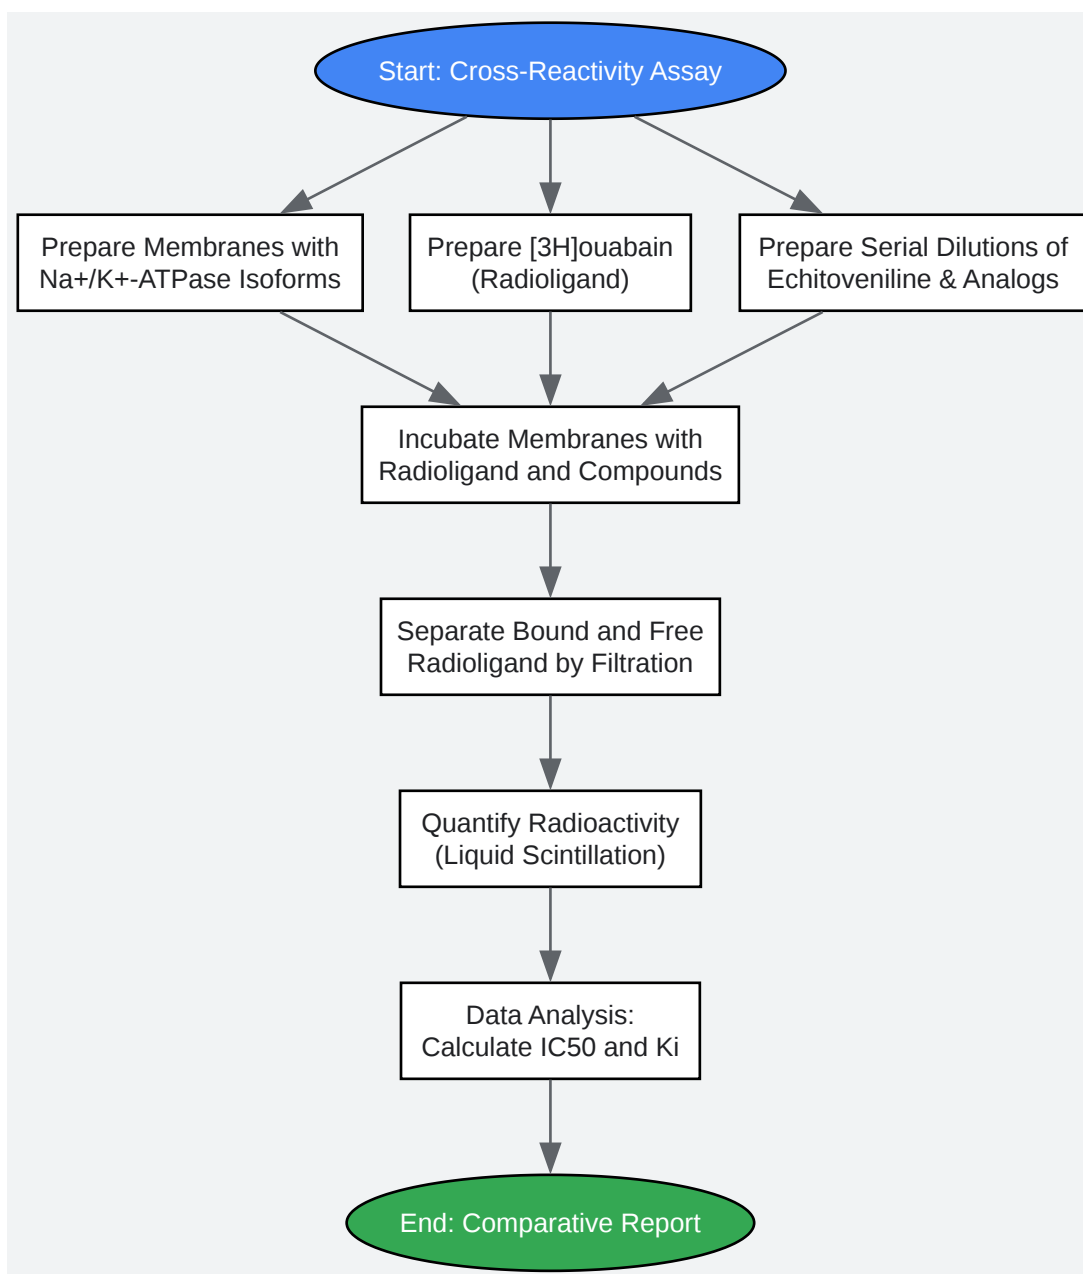 Start: Cross-Reactivity Assay
Prepare Membranes with
Na+/K+-ATPase Isoforms
Prepare [3H]ouabain
(Radioligand)
Prepare Serial Dilutions of
Echitoveniline & Analogs
Incubate Membranes with
Radioligand and Compounds
Separate Bound and Free
Radioligand by Filtration
Quantify Radioactivity
(Liquid Scintillation)
Data Analysis:
Calculate IC50 and Ki
End: Comparative Report